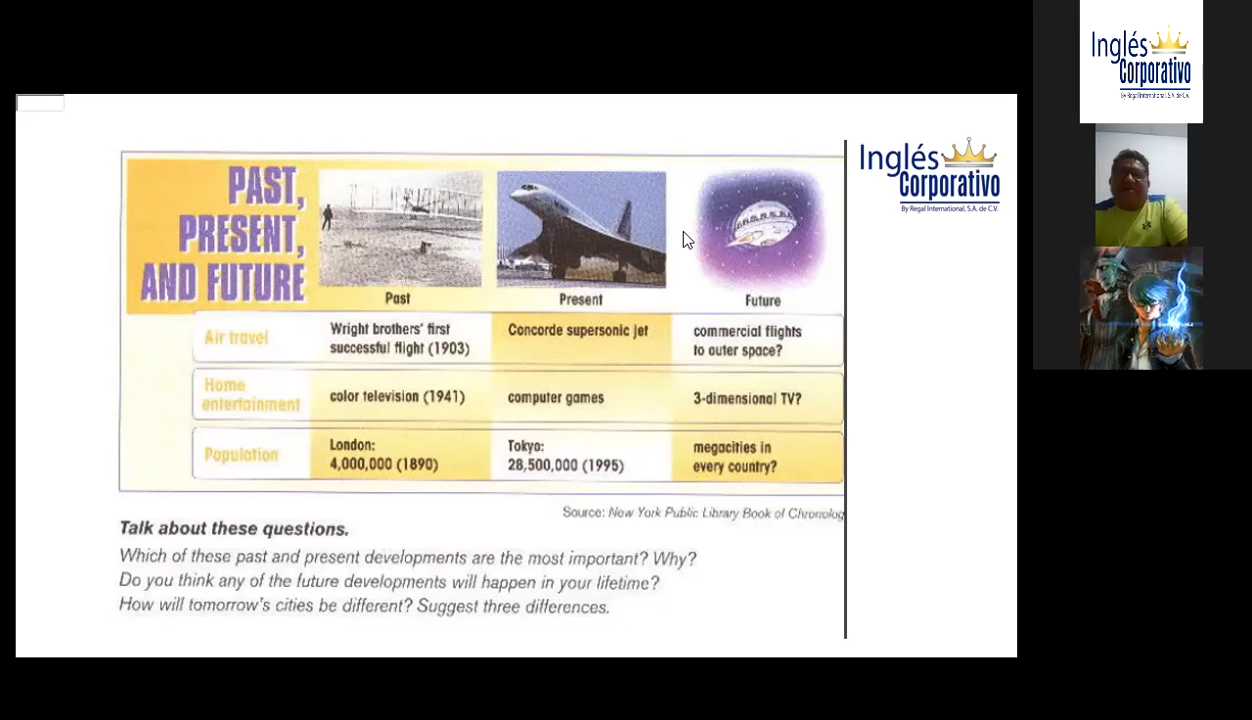 PAST,
PRESENT,
AND FUTURE
Past
Present
Future
Air travel
Wright brothers' first
successful flight (1903)
Concorde supersonic jet
commercial flights
to outer space?
Home
entertainment
color television (1941)
computer games
3-dimensional TV?
Population
London:
4,000,000 (1890)
Tokyo:
28,500,000 (1995)
megacities in
every country?
Source: New York Public Library Book of Chronolog
Talk about these questions.
Which of these past and present developments are the most important? Why?
Do you think any of the future developments will happen in your lifetime?
How will tomorrow's cities be different? Suggest three differences.
Inglés
Corporativo
By Regal International, S.A. de C.V.
Inglés
Corporativo
By Regal International, S.A. de C.V.